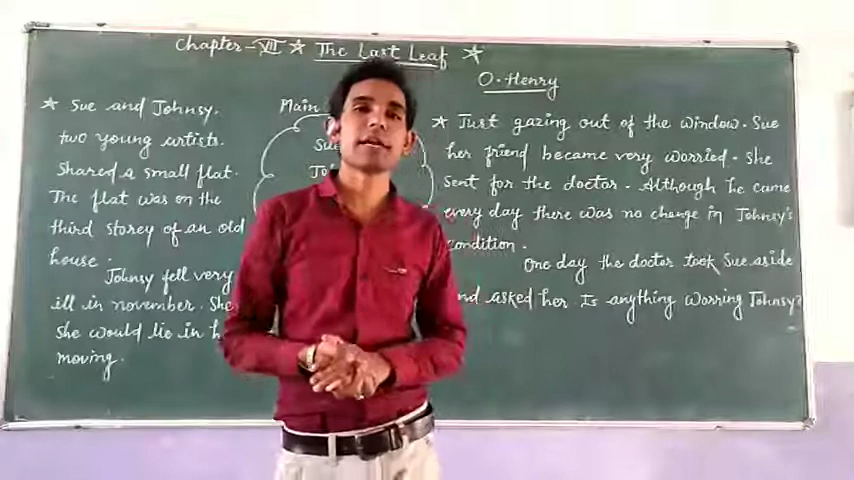 Chapter-VII ★ The Last Leaf ★
O. Henry
★ Sue and Johnsy.
two young artists.
Shared a small flat.
The flat was on the
third storey of an old
house.
Johnsy fell very
ill in November. She
She would lie in
moving.
Main
★ Just gazing out of the window. Sue
her friend became very worried. She
Sent for the doctor. Although he came
every day there was no change in Johnsy's
condition.
One day the doctor took Sue aside
and asked her Is anything worring Johnsy?